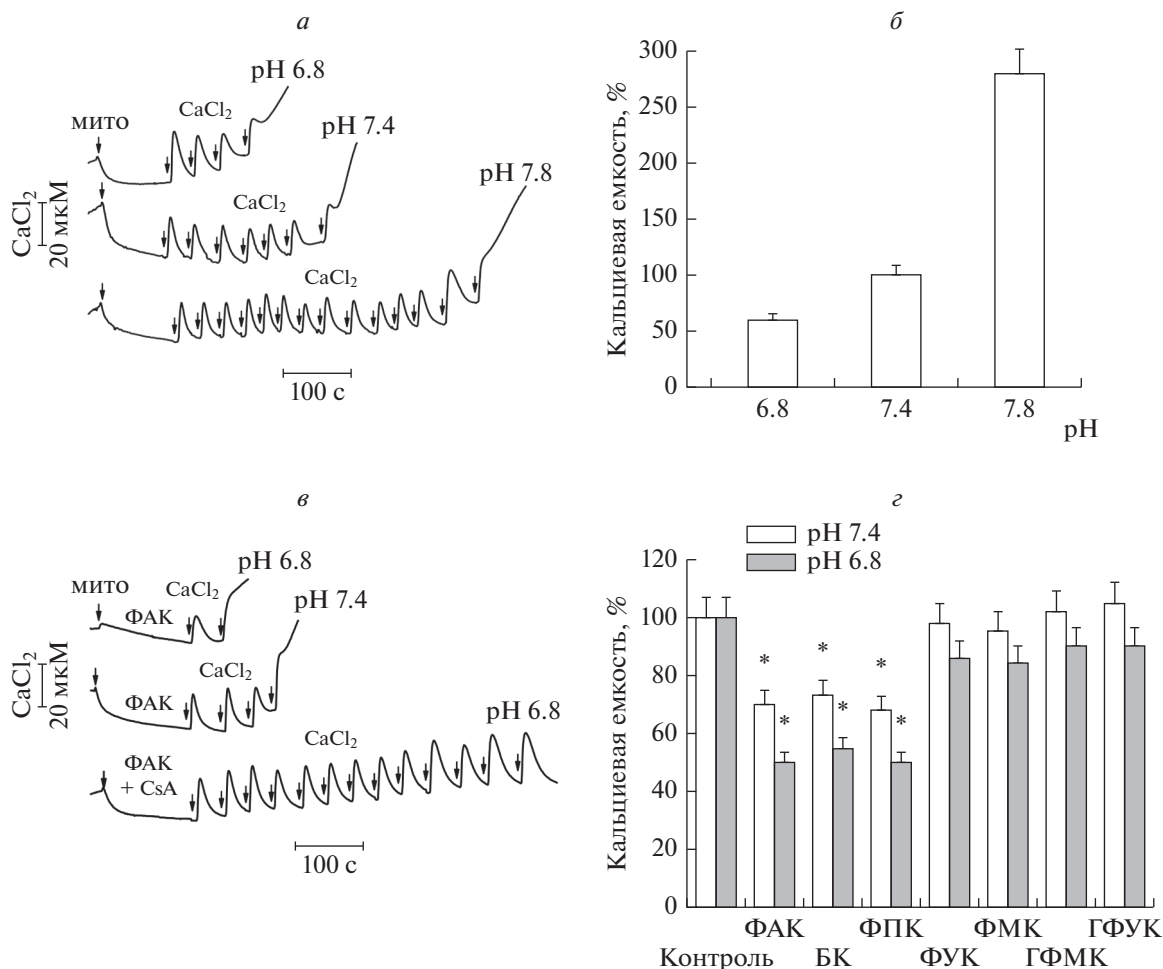 а
pH 6.8
CaCl2
мито
pH 7.4
CaCl2
pH 7.8
CaCl2
CaCl2
20 мкМ
100 с
б
Кальциевая емкость, %
300
250
200
150
100
50
0
6.8
7.4
7.8
pH
в
pH 6.8
CaCl2
мито
ФАК
pH 7.4
CaCl2
ФАК
CaCl2
20 мкМ
pH 6.8
CaCl2
ФАК
+ CsA
100 с
г
pH 7.4
pH 6.8
Кальциевая емкость, %
120
100
80
60
40
20
0
* * *
* * *
ФАК ФПК ФМК ГФУК
Контроль БК ФУК ГФМК